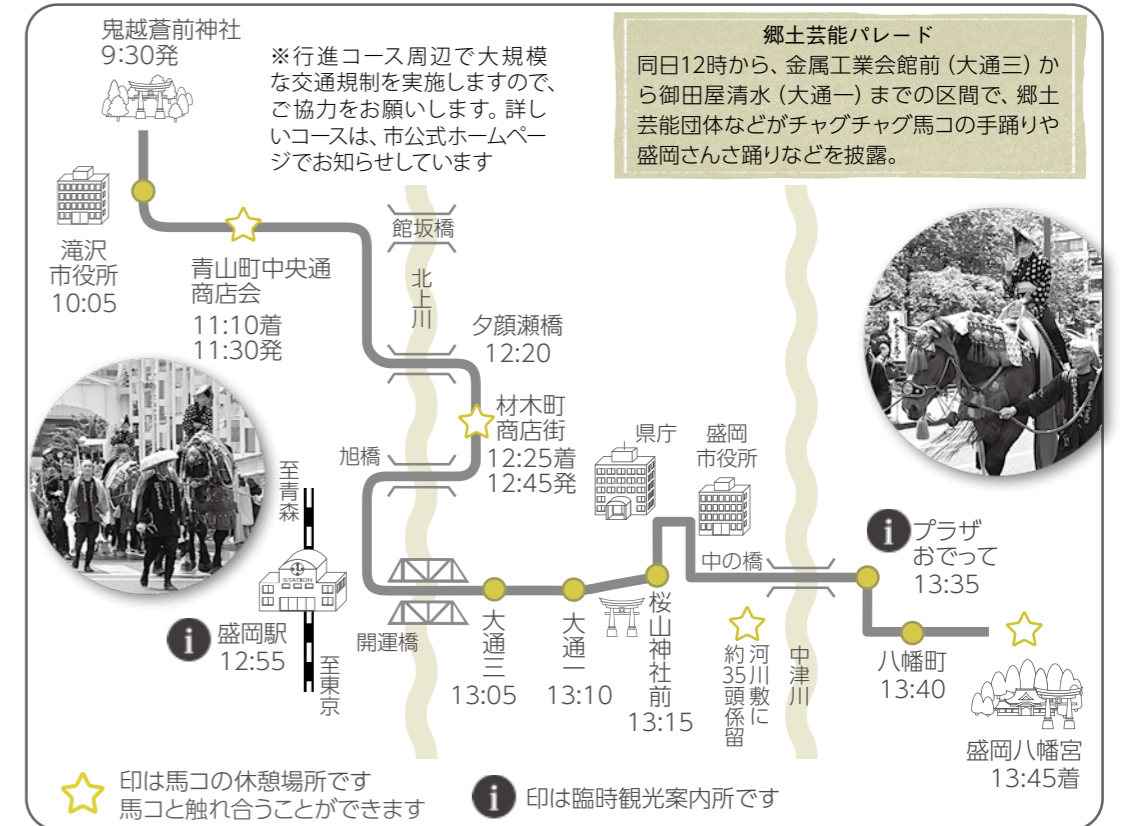 鬼越蒼前神社
9:30発
※行進コース周辺で大規模
な交通規制を実施しますので、
ご協力をお願いします。詳し
いコースは、市公式ホームペー
ジでお知らせしています
郷土芸能パレード
同日12時から、金属工業会館前（大通三）か
ら御田屋清水（大通一）までの区間で、郷土
芸能団体などがチャグチャグ馬コの手踊りや
盛岡さんさ踊りなどを披露。
滝沢
市役所
10:05
青山町中央通
商店会
11:10着
11:30発
館坂橋
北上川
夕顔瀬橋
12:20
材木町
商店街
12:25着
12:45発
旭橋
至青森
STATION
i
盛岡駅
12:55
至東京
開運橋
大通三
13:05
大通一
13:10
桜山神社前
13:15
県庁
盛岡
市役所
中の橋
河川敷に
約35頭係留
中津川
i
プラザ
おでって
13:35
八幡町
13:40
盛岡八幡宮
13:45着
印は馬コの休憩場所です
馬コと触れ合うことができます
i
印は臨時観光案内所です